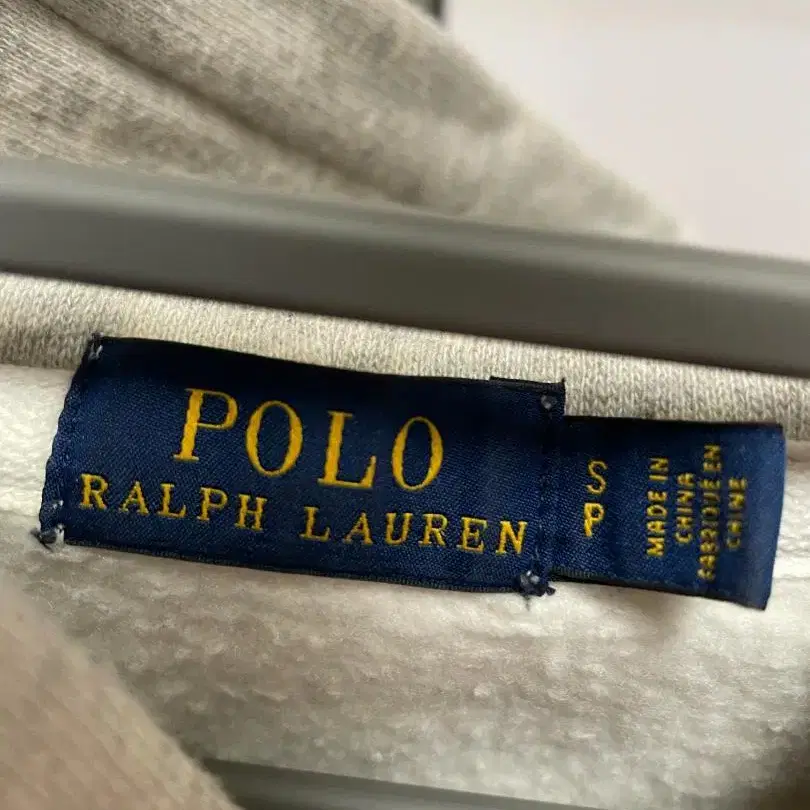 POLO
RALPH LAUREN
S
P
MADE IN
CHINA
FABRIQUÉ EN
CHINE